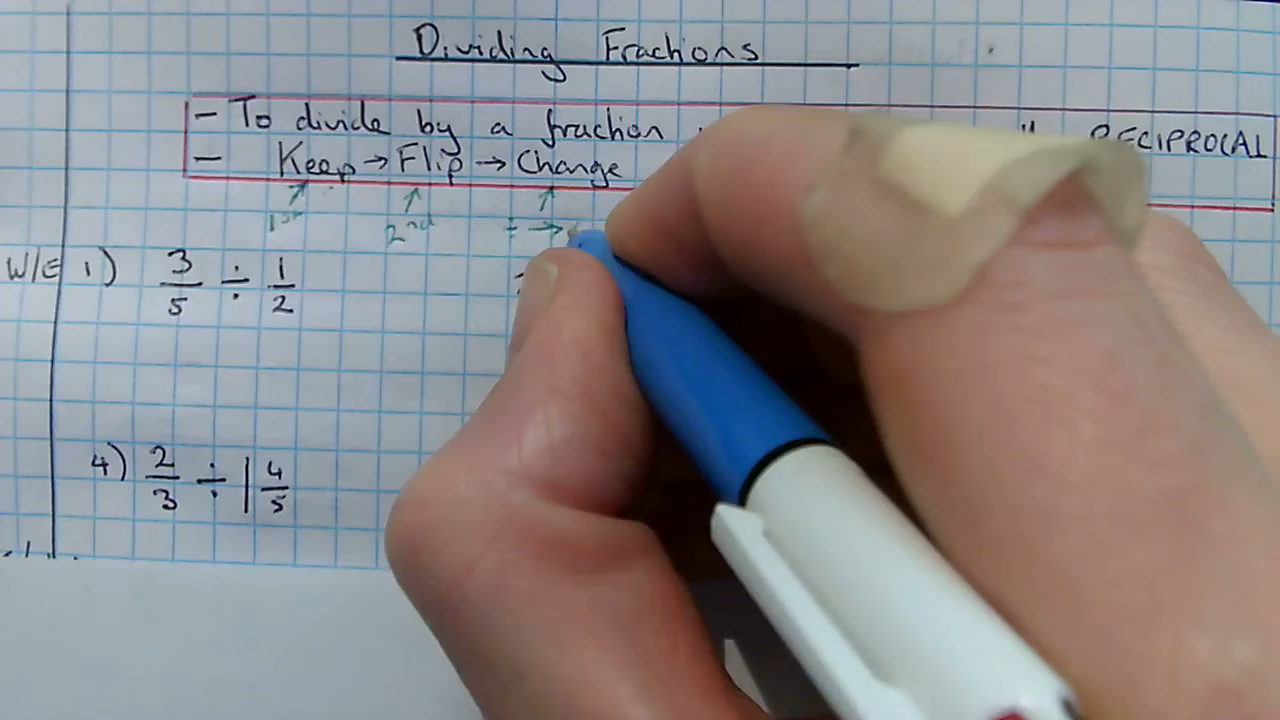 Dividing Fractions
- To divide by a fraction RECIPROCAL
- Keep → Flip → Change
1st 2nd ÷ →
W/E 1) 3/5 ÷ 1/2
4) 2/3 ÷ 1 4/5